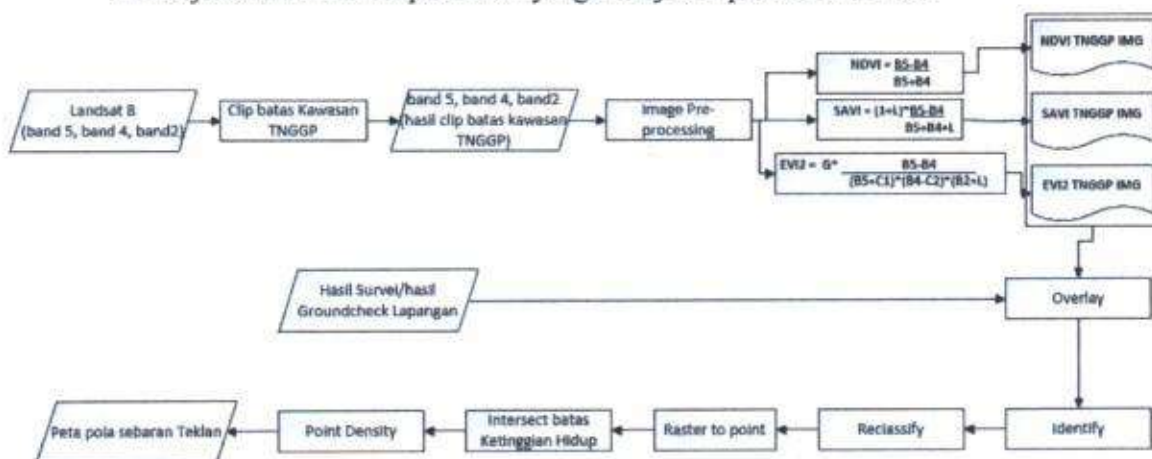 Landsat 8
(band 5, band 4, band2)
Clip batas Kawasan
TNGGP
band 5, band 4, band2
(hasil clip batas kawasan
TNGGP)
Image Pre-
processing
NDVI = B5-B4
B5+B4
SAVI = (1+L)*B5-B4
B5+B4+L
EVI2 = G* B5-B4
(B5+C1)*(B4-C2)*(B2+L)
NDVI TNGGP IMG
SAVI TNGGP IMG
EVI2 TNGGP IMG
Hasil Survei/hasil
Groundcheck Lapangan
Overlay
Identify
Reclassify
Raster to point
Intersect batas
Ketinggian Hidup
Point Density
Peta pola sebaran Teklan